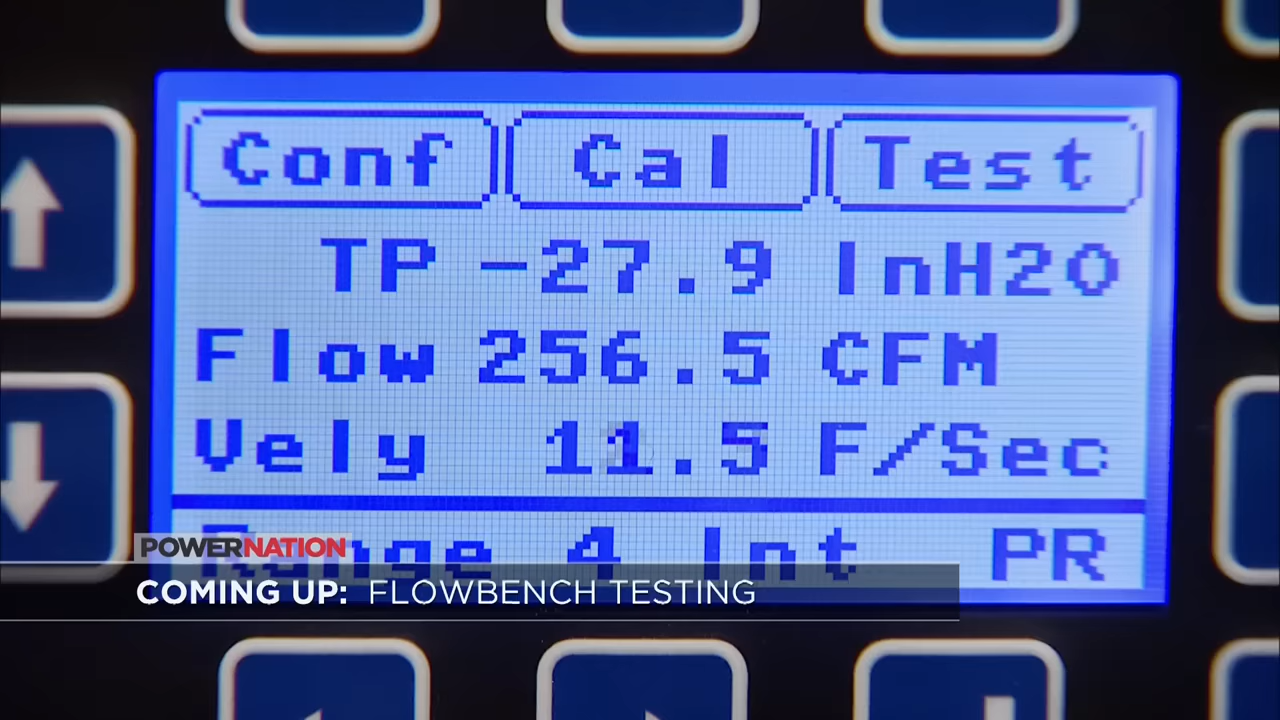 Conf Cal Test
TP -27.9 InH2O
Flow 256.5 CFM
Vely 11.5 F/Sec
Range 4 Int PR
POWERNATION
COMING UP: FLOWBENCH TESTING